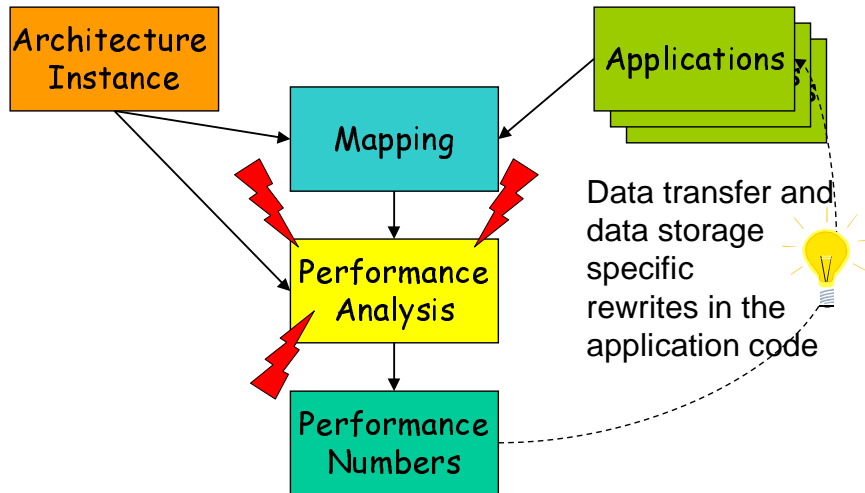 Architecture
Instance
Applications
Mapping
Data transfer and
data storage
specific
rewrites in the
application code
Performance
Analysis
Performance
Numbers